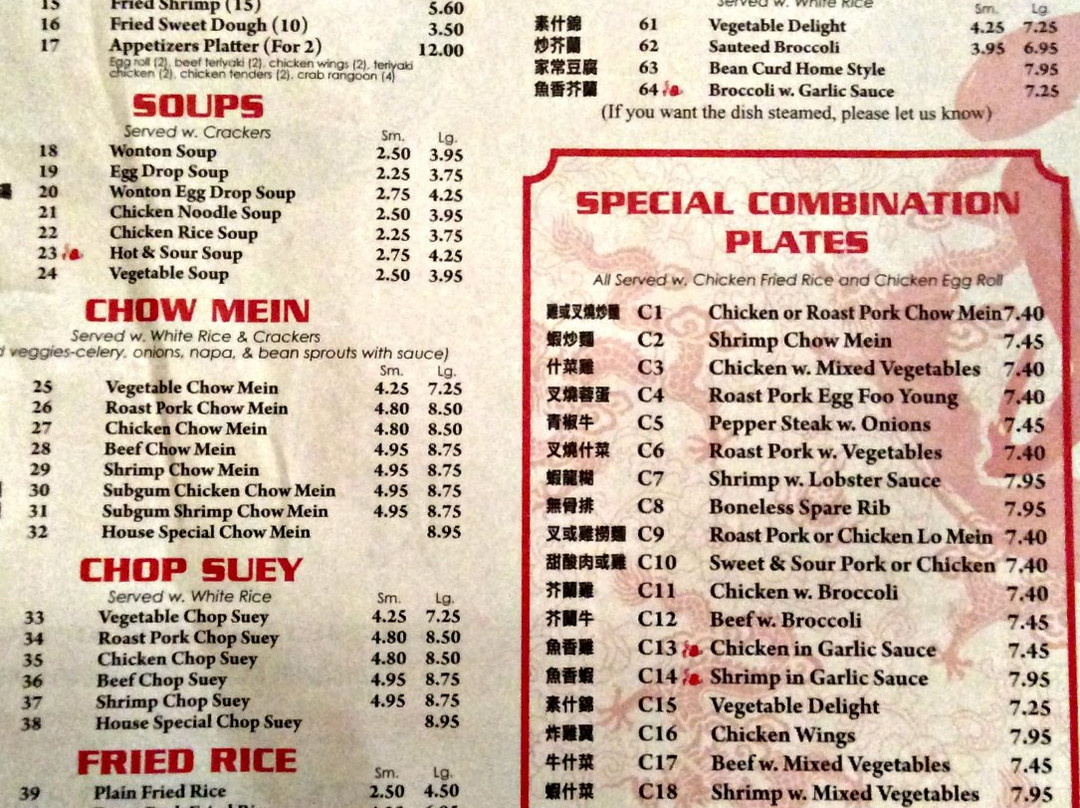 15 Fried Shrimp (15) 5.60
16 Fried Sweet Dough (10) 3.50
17 Appetizers Platter (For 2) 12.00
Egg roll (2), beef teriyaki (2), chicken wings (2), teriyaki
chicken (2), chicken tenders (2), crab rangoon (4)
SOUPS
Served w. Crackers
Sm. Lg.
18 Wonton Soup 2.50 3.95
19 Egg Drop Soup 2.25 3.75
20 Wonton Egg Drop Soup 2.75 4.25
21 Chicken Noodle Soup 2.50 3.95
22 Chicken Rice Soup 2.25 3.75
23 Hot & Sour Soup 2.75 4.25
24 Vegetable Soup 2.50 3.95
CHOW MEIN
Served w. White Rice & Crackers
veggies-celery, onions, napa, & bean sprouts with sauce)
Sm. Lg.
25 Vegetable Chow Mein 4.25 7.25
26 Roast Pork Chow Mein 4.80 8.50
27 Chicken Chow Mein 4.80 8.50
28 Beef Chow Mein 4.95 8.75
29 Shrimp Chow Mein 4.95 8.75
30 Subgum Chicken Chow Mein 4.95 8.75
31 Subgum Shrimp Chow Mein 4.95 8.75
32 House Special Chow Mein 8.95
CHOP SUEY
Served w. White Rice
Sm. Lg.
33 Vegetable Chop Suey 4.25 7.25
34 Roast Pork Chop Suey 4.80 8.50
35 Chicken Chop Suey 4.80 8.50
36 Beef Chop Suey 4.95 8.75
37 Shrimp Chop Suey 4.95 8.75
38 House Special Chop Suey 8.95
FRIED RICE
Sm. Lg.
39 Plain Fried Rice 2.50 4.50
Served w. White Rice
Sm. Lg.
素什錦 61 Vegetable Delight 4.25 7.25
炒芥蘭 62 Sauteed Broccoli 3.95 6.95
家常豆腐 63 Bean Curd Home Style 7.95
魚香芥蘭 64 Broccoli w. Garlic Sauce 7.25
(If you want the dish steamed, please let us know)
SPECIAL COMBINATION
PLATES
All Served w. Chicken Fried Rice and Chicken Egg Roll
雞或叉燒炒麵 C1 Chicken or Roast Pork Chow Mein 7.40
蝦炒麵 C2 Shrimp Chow Mein 7.45
什菜雞 C3 Chicken w. Mixed Vegetables 7.40
叉燒蓉蛋 C4 Roast Pork Egg Foo Young 7.40
青椒牛 C5 Pepper Steak w. Onions 7.45
叉燒什菜 C6 Roast Pork w. Vegetables 7.40
蝦龍糊 C7 Shrimp w. Lobster Sauce 7.95
無骨排 C8 Boneless Spare Rib 7.95
叉或雞撈麵 C9 Roast Pork or Chicken Lo Mein 7.40
甜酸肉或雞 C10 Sweet & Sour Pork or Chicken 7.40
芥蘭雞 C11 Chicken w. Broccoli 7.40
芥蘭牛 C12 Beef w. Broccoli 7.45
魚香雞 C13 Chicken in Garlic Sauce 7.45
魚香蝦 C14 Shrimp in Garlic Sauce 7.95
素什錦 C15 Vegetable Delight 7.25
炸雞翼 C16 Chicken Wings 7.95
牛什菜 C17 Beef w. Mixed Vegetables 7.45
蝦什菜 C18 Shrimp w. Mixed Vegetables 7.95